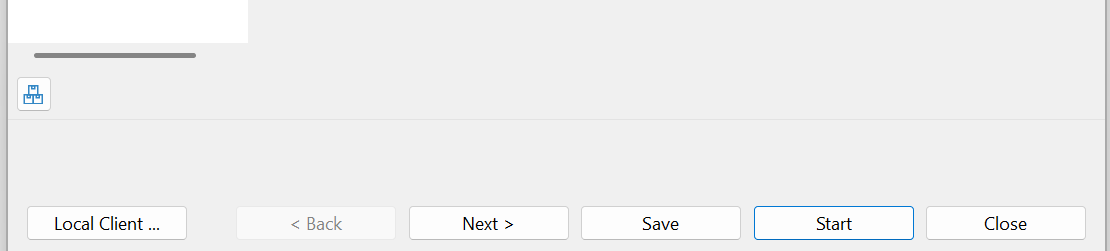 Local Client ...
< Back
Next >
Save
Start
Close